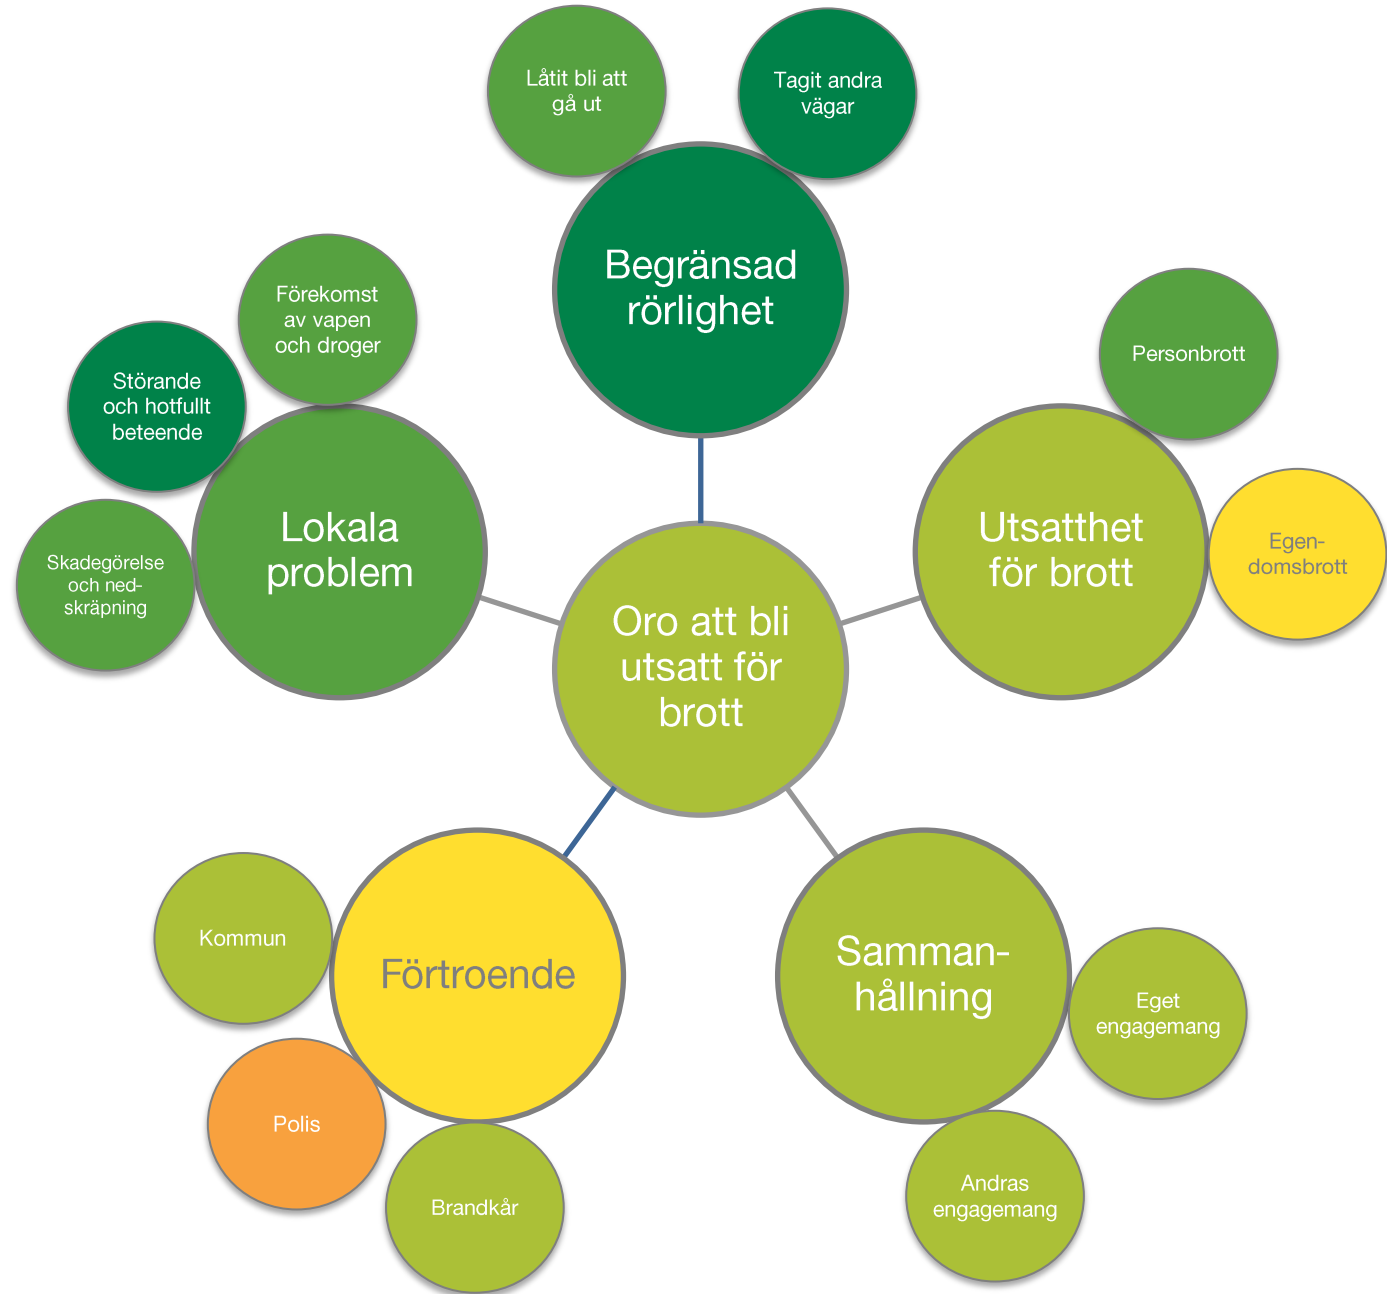 Låtit bli att
gå ut
Tagit andra
vägar
Begränsad
rörlighet
Förekomst
av vapen
och droger
Störande
och hotfullt
beteende
Skadegörelse
och ned-
skräpning
Lokala
problem
Personbrott
Egen-
domsbrott
Utsatthet
för brott
Oro att bli
utsatt för
brott
Kommun
Polis
Brandkår
Förtroende
Samman-
hållning
Eget
engagemang
Andras
engagemang